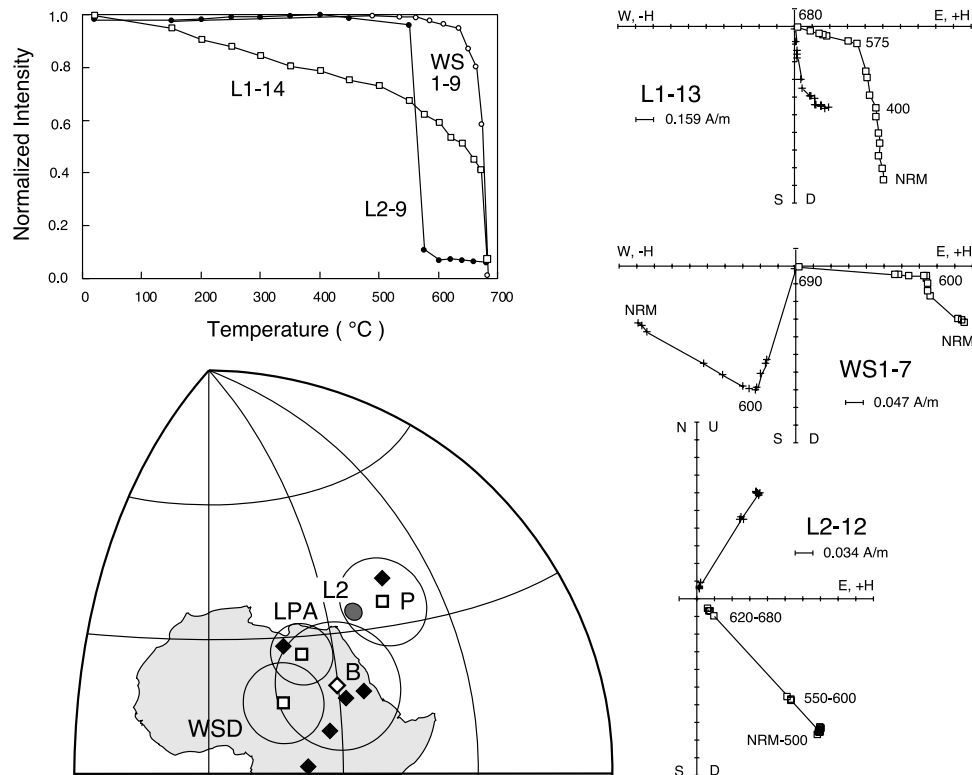 Normalized Intensity
1.0
0.8
0.6
0.4
0.2
0.0
0
100
200
300
400
500
600
700
Temperature ( °C )
L1-14
WS
1-9
L2-9
W, -H
680
E, +H
575
L1-13
0.159 A/m
400
NRM
S
D
W, -H
E, +H
690
600
NRM
NRM
WS1-7
600
0.047 A/m
S
D
N
U
L2-12
0.034 A/m
E, +H
620-680
550-600
NRM-500
S
D
L2
P
LPA
B
WSD